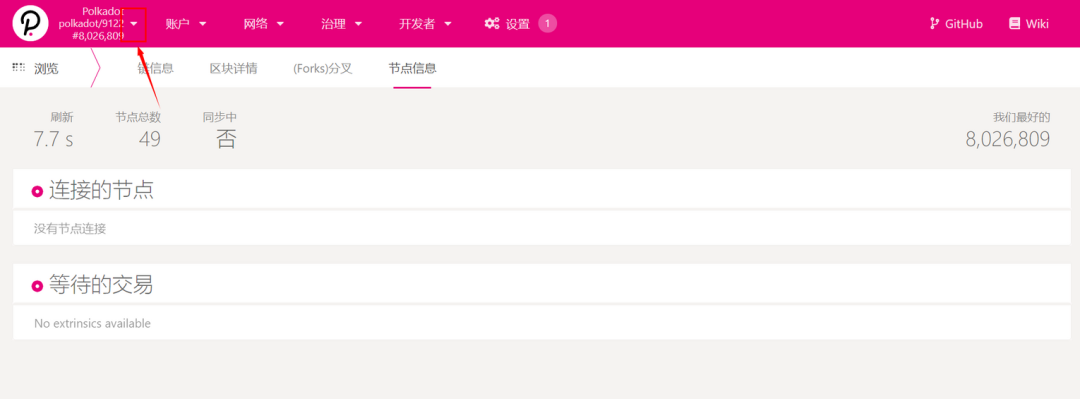 Polkadot
polkadot/9122
#8,026,809
账户
网络
治理
开发者
设置
1
GitHub
Wiki
浏览
链信息
区块详情
(Forks)分叉
节点信息
刷新
7.7 s
节点总数
49
同步中
否
我们最好的
8,026,809
连接的节点
没有节点连接
等待的交易
No extrinsics available